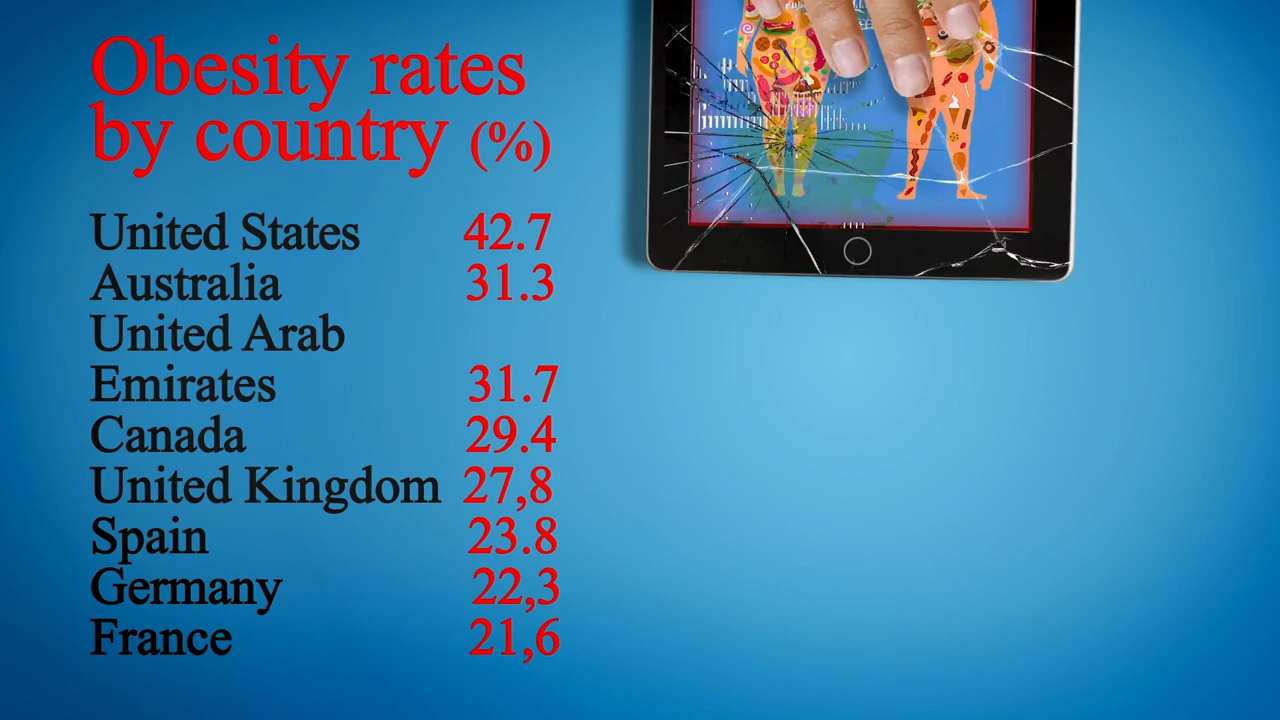 Obesity rates
by country (%)
United States 42.7
Australia 31.3
United Arab
Emirates 31.7
Canada 29.4
United Kingdom 27,8
Spain 23.8
Germany 22,3
France 21,6